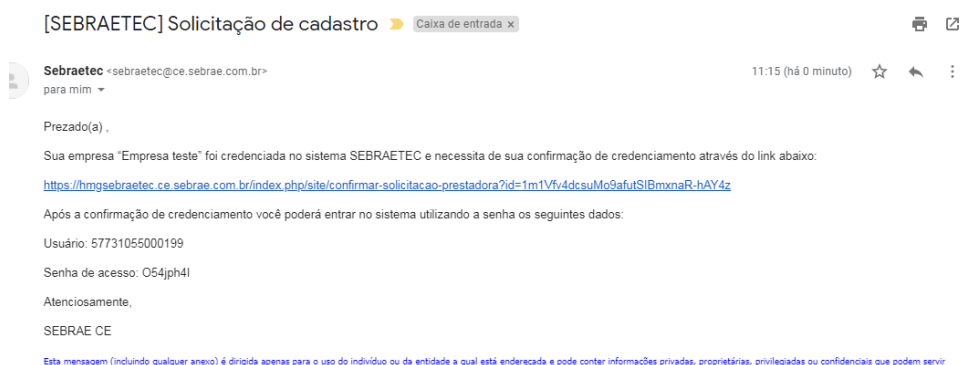 [SEBRAETEC] Solicitação de cadastro Caixa de entrada x
Sebraetec <sebraetec@ce.sebrae.com.br> 11:15 (há 0 minuto)
para mim
Prezado(a) ,
Sua empresa “Empresa teste” foi credenciada no sistema SEBRAETEC e necessita de sua confirmação de credenciamento através do link abaixo:
https://hmgsebraetec.ce.sebrae.com.br/index.php/site/confirmar-solicitacao-prestadora?id=1m1Vfv4dcsuMo9afutSIBmxnaR-hAY4z
Após a confirmação de credenciamento você poderá entrar no sistema utilizando a senha os seguintes dados:
Usuário: 57731055000199
Senha de acesso: O54jph4I
Atenciosamente,
SEBRAE CE
Esta mensagem (incluindo qualquer anexo) é dirigida apenas para o uso do indivíduo ou da entidade a qual está endereçada e pode conter informações privadas, proprietárias, privilegiadas ou confidenciais que podem servir